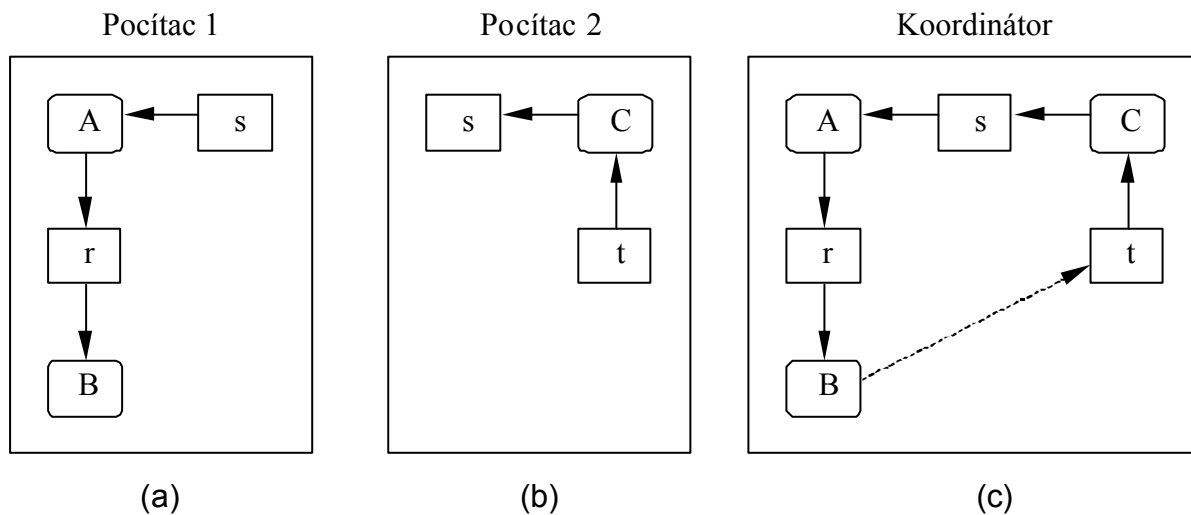 Pocítac 1
Pocítac 2
Koordinátor
A s
r
B
s C
t
A s C
r t
B
(a) (b) (c)